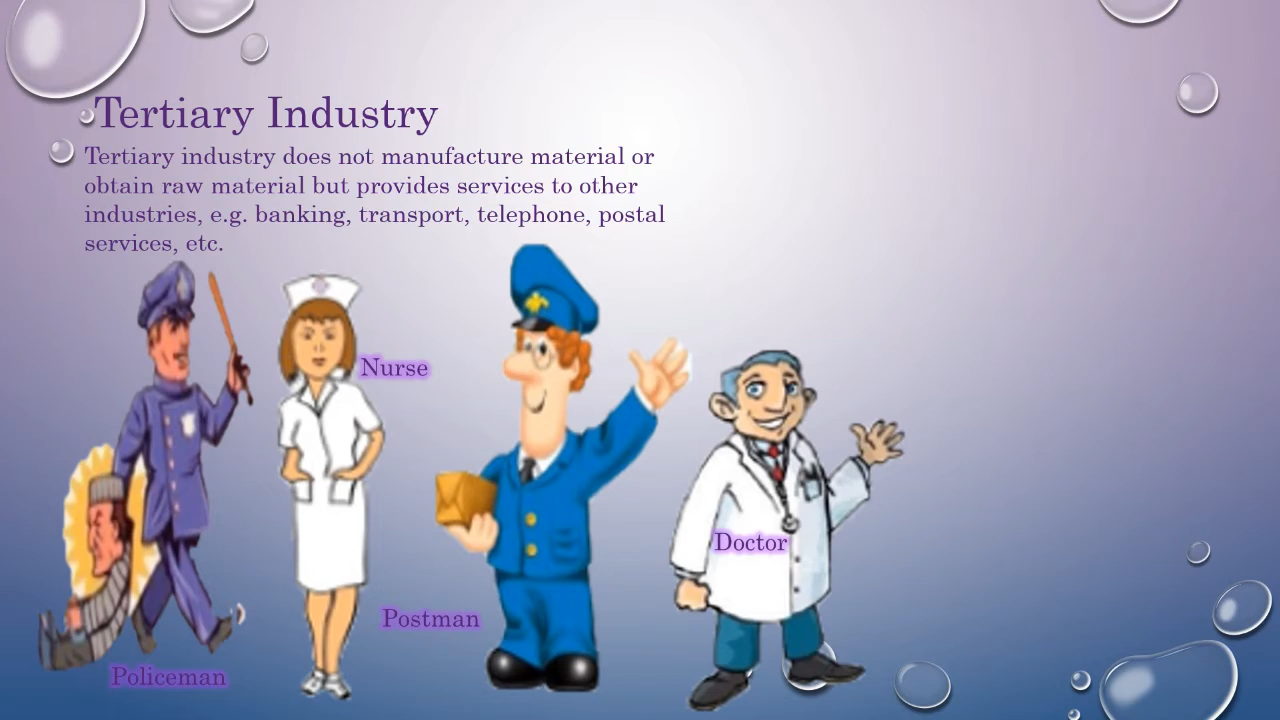 Tertiary Industry
Tertiary industry does not manufacture material or
obtain raw material but provides services to other
industries, e.g. banking, transport, telephone, postal
services, etc.
Nurse
Doctor
Postman
Policeman